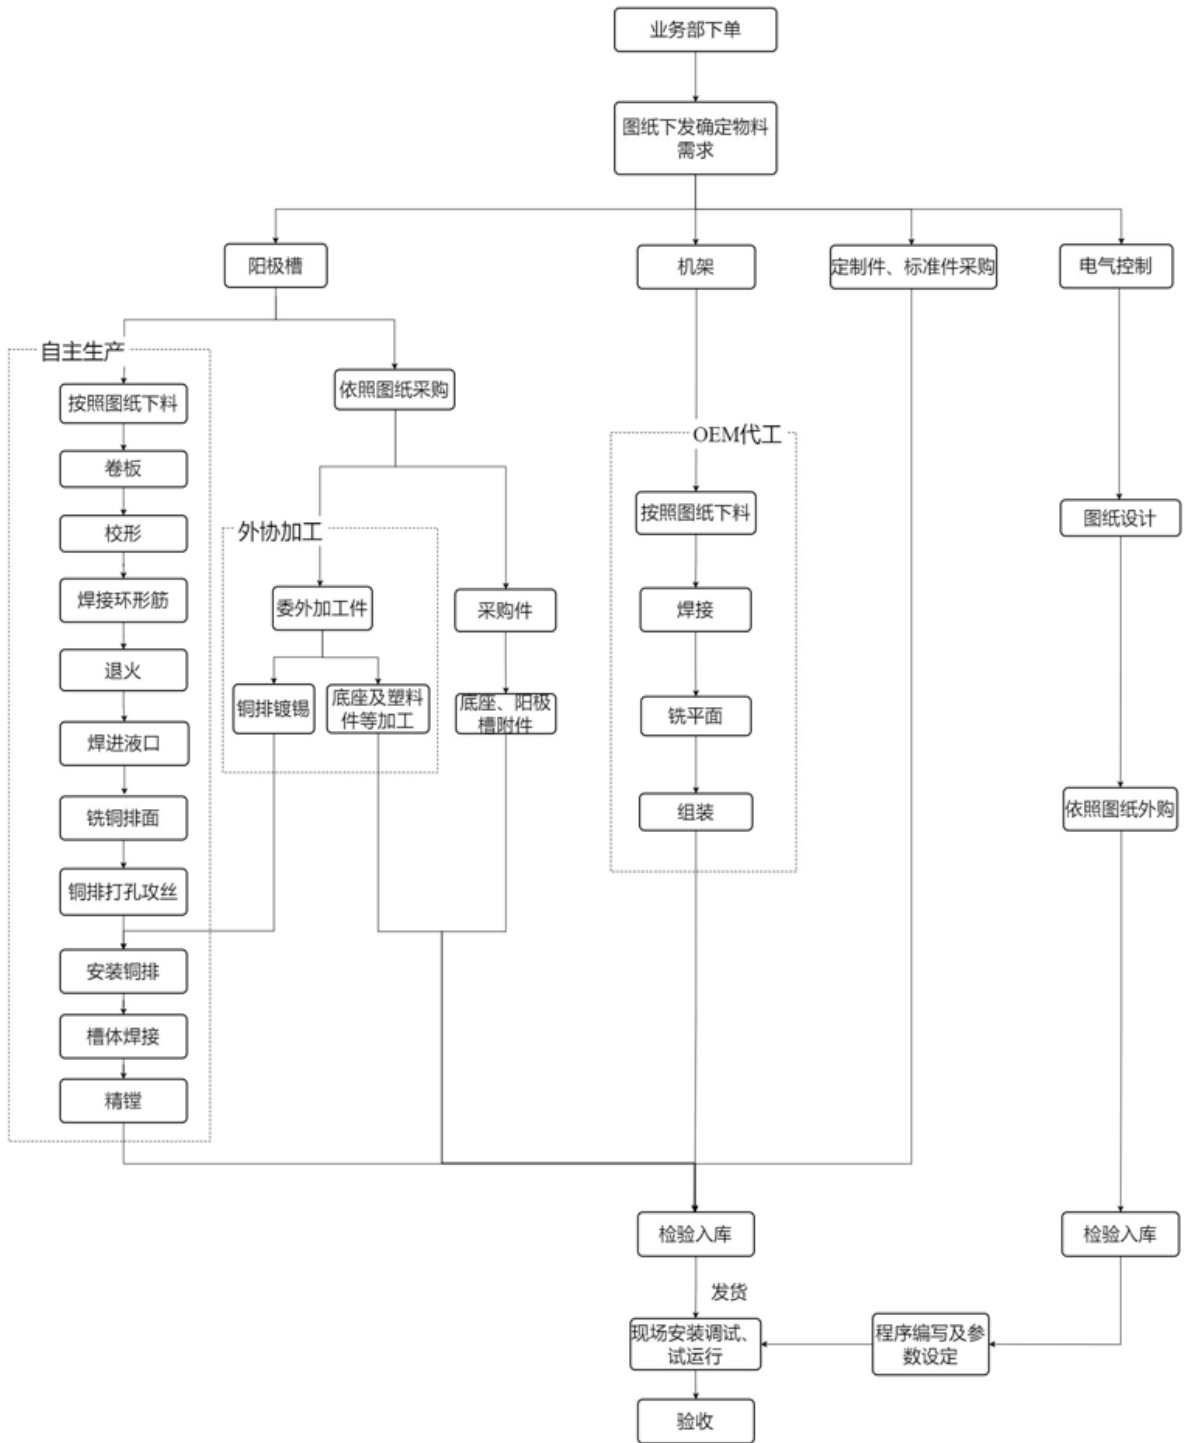 业务部下单
图纸下发确定物料
需求
阳极槽
机架
定制件、标准件采购
电气控制
自主生产
按照图纸下料
卷板
校形
焊接环形筋
退火
焊进液口
铣铜排面
铜排打孔攻丝
安装铜排
槽体焊接
精镗
依照图纸采购
外协加工
委外加工件
铜排镀锡
底座及塑料
件等加工
采购件
底座、阳极
槽附件
OEM代工
按照图纸下料
焊接
铣平面
组装
图纸设计
依照图纸外购
检验入库
检验入库
发货
现场安装调试、
试运行
程序编写及参
数设定
验收